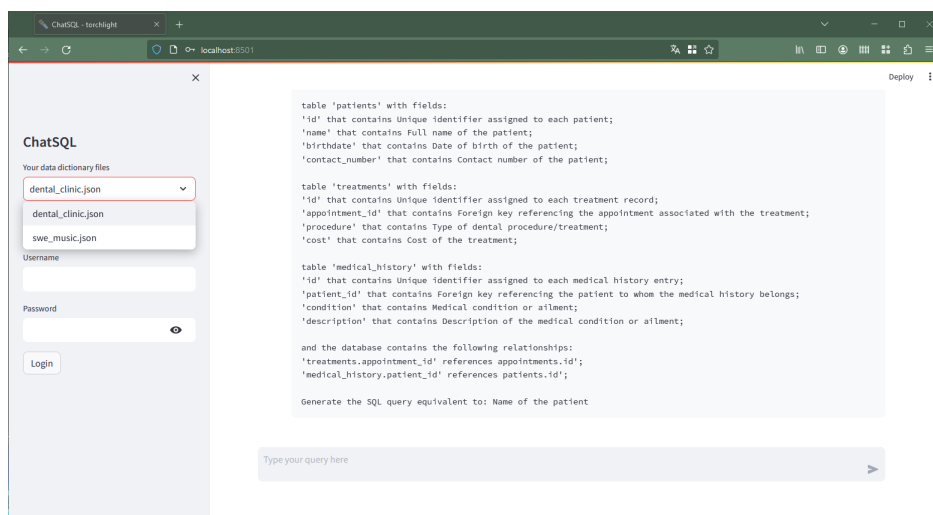 ChatSQL - torchlight
localhost:8501
Deploy
ChatSQL
Your data dictionary files
dental_clinic.json
dental_clinic.json
swe_music.json
Username
Password
Login
table 'patients' with fields:
'id' that contains Unique identifier assigned to each patient;
'name' that contains Full name of the patient;
'birthdate' that contains Date of birth of the patient;
'contact_number' that contains Contact number of the patient;
table 'treatments' with fields:
'id' that contains Unique identifier assigned to each treatment record;
'appointment_id' that contains Foreign key referencing the appointment associated with the treatment;
'procedure' that contains Type of dental procedure/treatment;
'cost' that contains Cost of the treatment;
table 'medical_history' with fields:
'id' that contains Unique identifier assigned to each medical history entry;
'patient_id' that contains Foreign key referencing the patient to whom the medical history belongs;
'condition' that contains Medical condition or ailment;
'description' that contains Description of the medical condition or ailment;
and the database contains the following relationships:
'treatments.appointment_id' references appointments.id';
'medical_history.patient_id' references patients.id';
Generate the SQL query equivalent to: Name of the patient
Type your query here